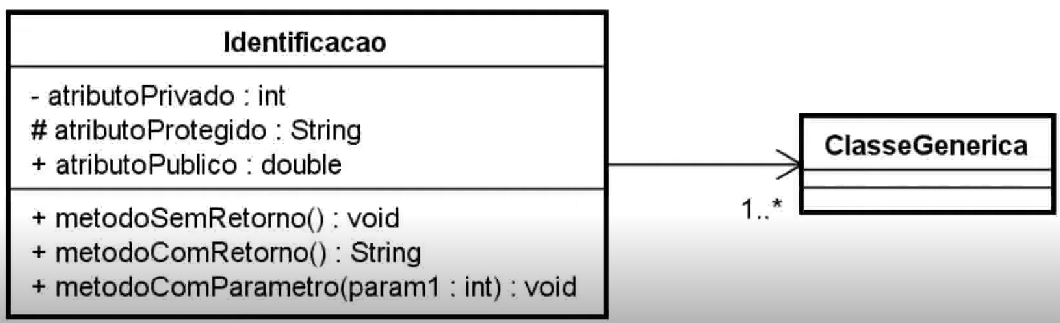 Identificacao
- atributoPrivado : int
# atributoProtegido : String
+ atributoPublico : double
+ metodoSemRetorno() : void
+ metodoComRetorno() : String
+ metodoComParametro(param1 : int) : void
1..*
ClasseGenerica